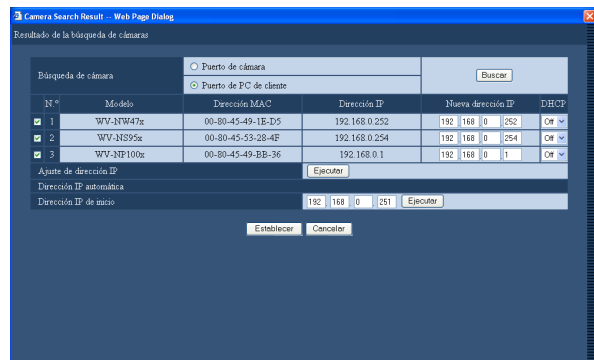 Camera Search Result -- Web Page Dialog
Resultado de la búsqueda de cámaras
Búsqueda de cámara
Puerto de cámara
Puerto de PC de cliente
Buscar
N.º Modelo Dirección MAC Dirección IP Nueva dirección IP DHCP
1 WV-NW47x 00-80-45-49-1E-D5 192.168.0.252 192 . 168 . 0 . 252 Off
2 WV-NS95x 00-80-45-53-28-4F 192.168.0.254 192 . 168 . 0 . 254 Off
3 WV-NP100x 00-80-45-49-BB-36 192.168.0.1 192 . 168 . 0 . 1 Off
Ajuste de dirección IP Ejecutar
Dirección IP automática
Dirección IP de inicio 192 . 168 . 0 . 251 Ejecutar
Establecer Cancelar